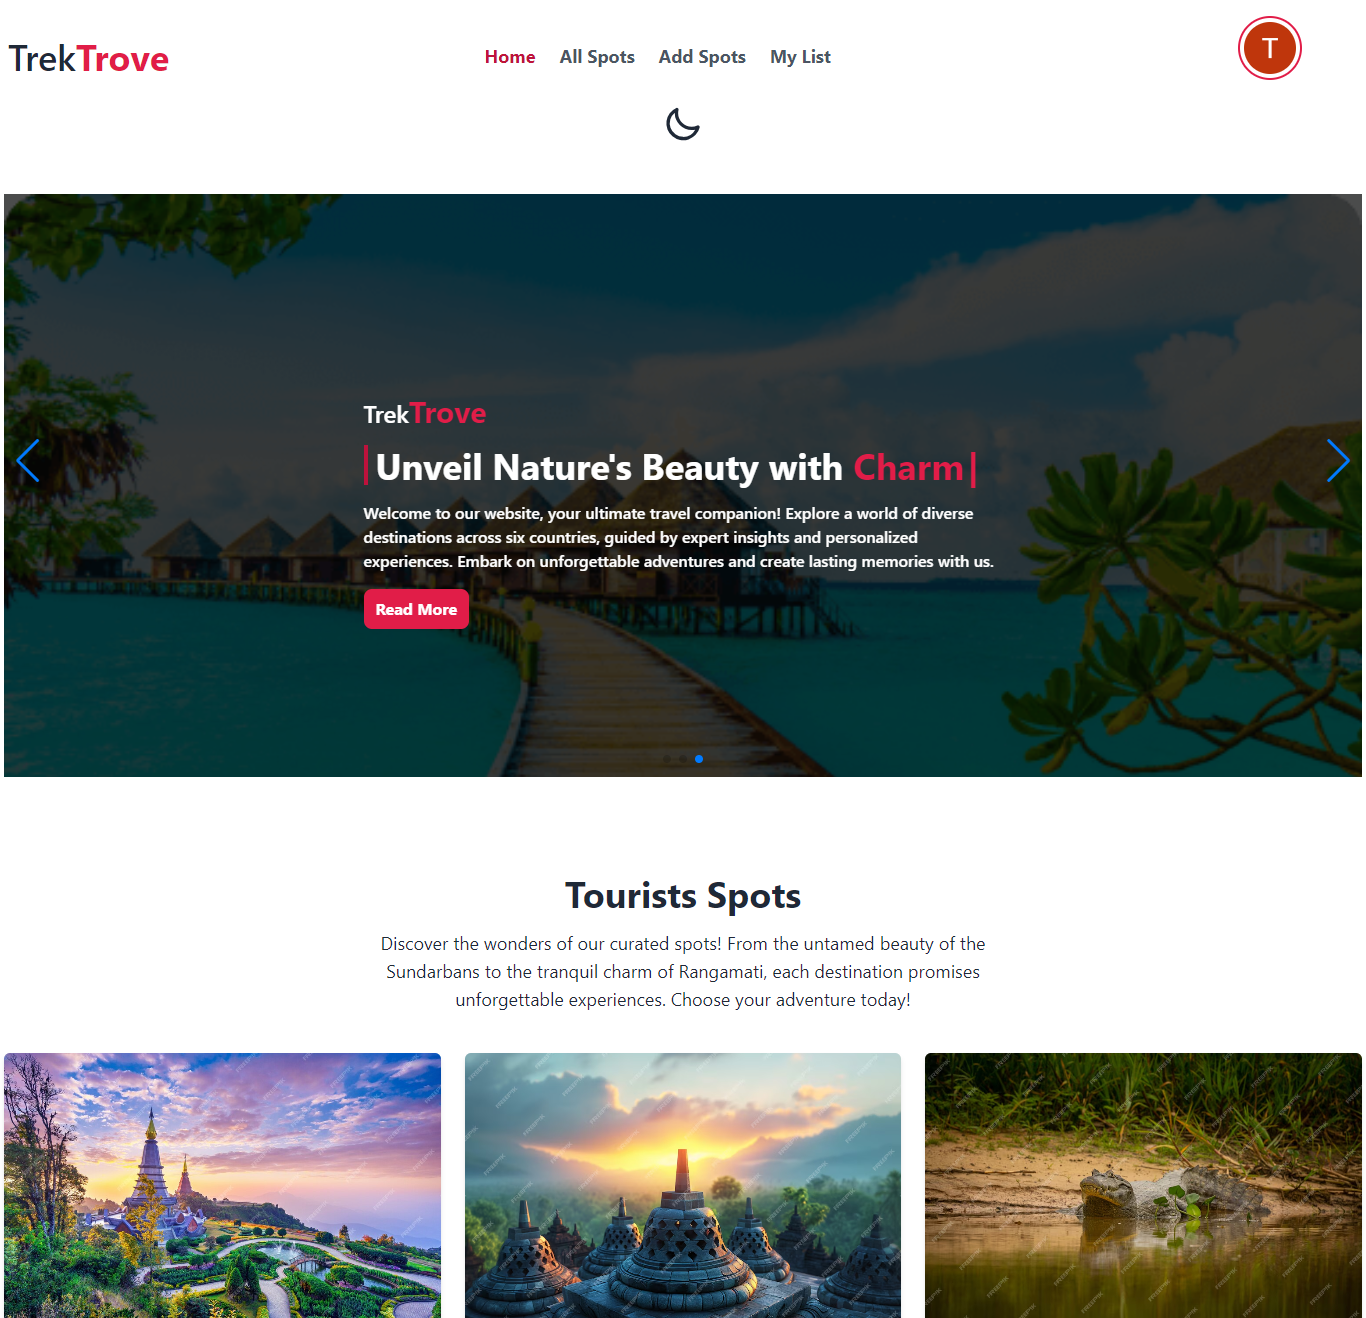 TrekTrove
Home All Spots Add Spots My List
T
TrekTrove
Unveil Nature's Beauty with Charm
Welcome to our website, your ultimate travel companion! Explore a world of diverse
destinations across six countries, guided by expert insights and personalized
experiences. Embark on unforgettable adventures and create lasting memories with us.
Read More
Tourists Spots
Discover the wonders of our curated spots! From the untamed beauty of the
Sundarbans to the tranquil charm of Rangamati, each destination promises
unforgettable experiences. Choose your adventure today!